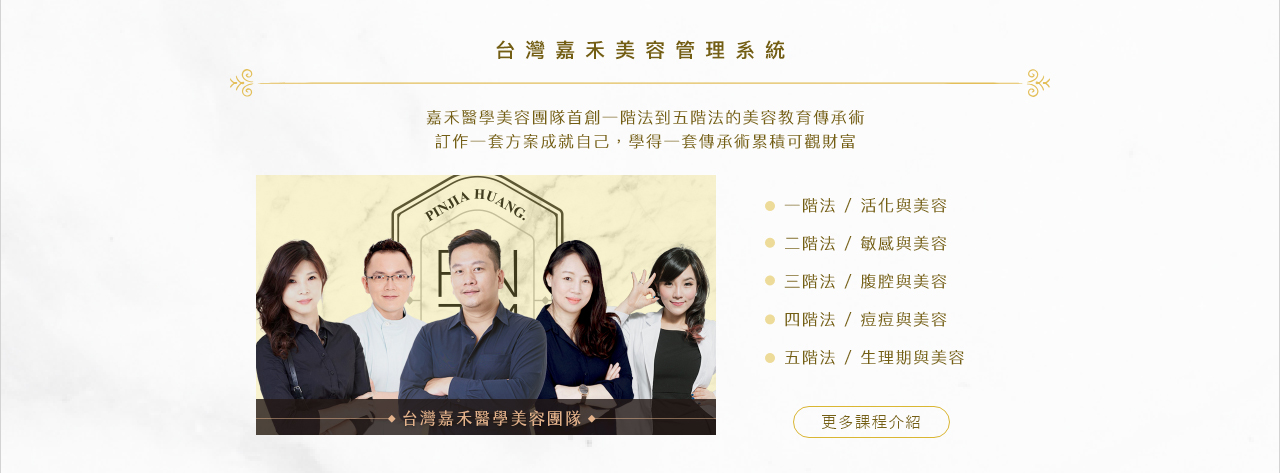 台灣嘉禾美容管理系統
嘉禾醫學美容團隊首創一階法到五階法的美容教育傳承術
訂作一套方案成就自己，學得一套傳承術累積可觀財富
PINJIA HUANG.
台灣嘉禾醫學美容團隊
一階法 / 活化與美容
二階法 / 敏感與美容
三階法 / 腹腔與美容
四階法 / 痘痘與美容
五階法 / 生理期與美容
更多課程介紹